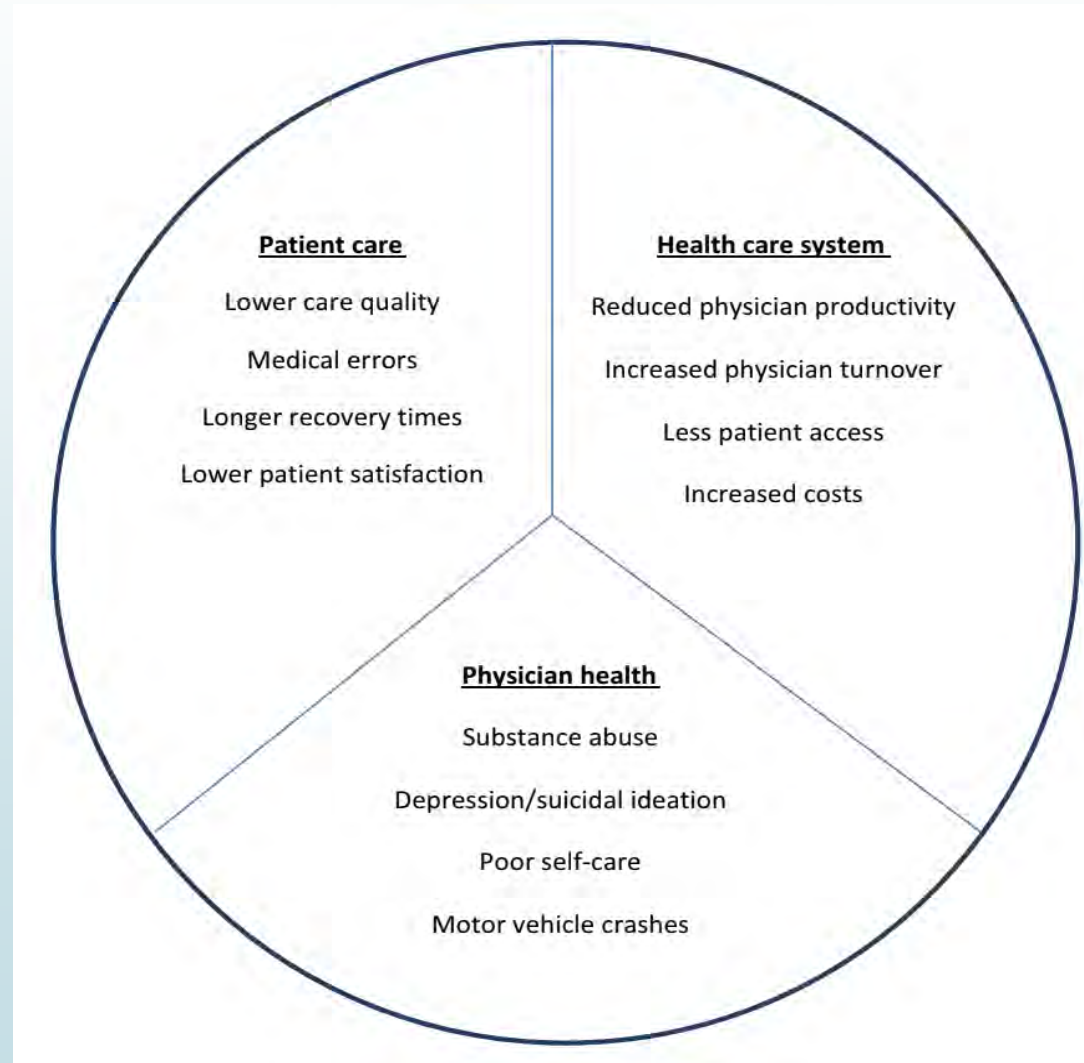 Patient care
Lower care quality
Medical errors
Longer recovery times
Lower patient satisfaction
Health care system
Reduced physician productivity
Increased physician turnover
Less patient access
Increased costs
Physician health
Substance abuse
Depression/suicidal ideation
Poor self-care
Motor vehicle crashes